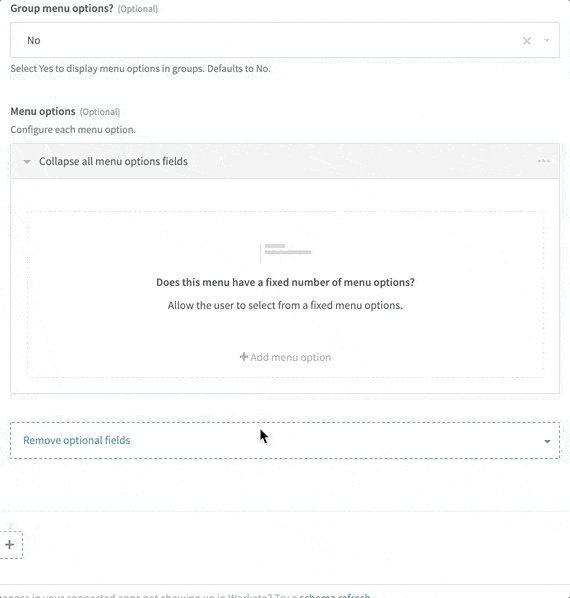 Group menu options? (Optional)
No
Select Yes to display menu options in groups. Defaults to No.
Menu options (Optional)
Configure each menu option.
Collapse all menu options fields
Does this menu have a fixed number of menu options?
Allow the user to select from a fixed menu options.
+ Add menu option
Remove optional fields
in your connected apps not showing up in Workato? Try a schema refresh